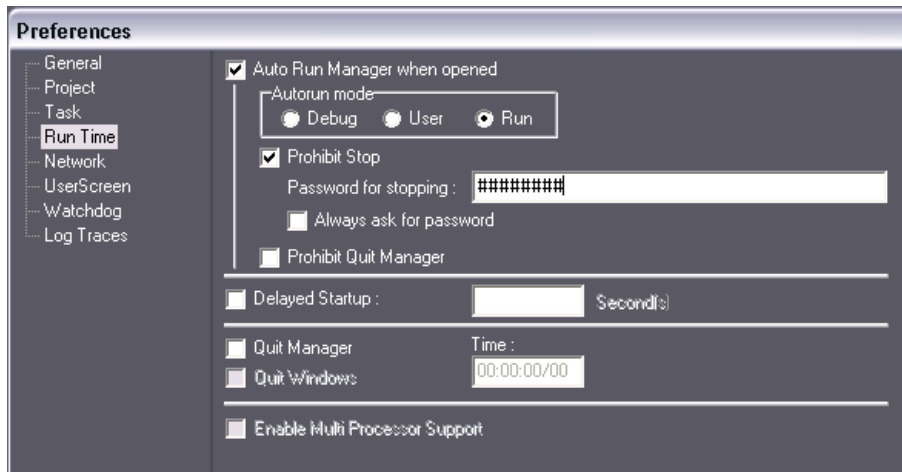 Preferences
General
Project
Task
Run Time
Network
UserScreen
Watchdog
Log Traces
Auto Run Manager when opened
Autorun mode
Debug User Run
Prohibit Stop
Password for stopping : ########
Always ask for password
Prohibit Quit Manager
Delayed Startup : Second(s)
Quit Manager Time :
Quit Windows 00:00:00/00
Enable Multi Processor Support